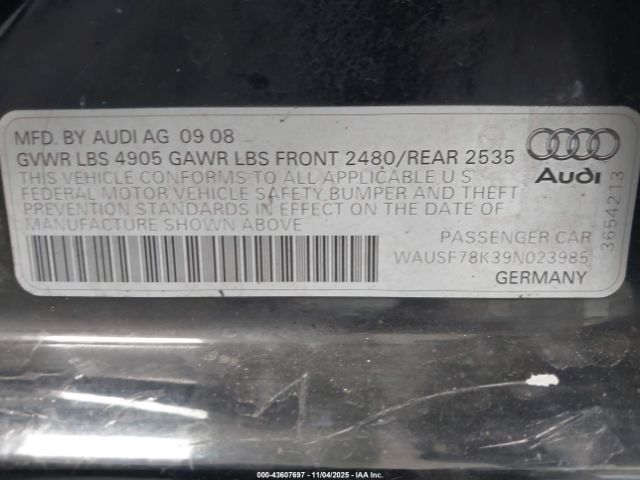 MFD. BY AUDI AG 09 08
GVWR LBS 4905 GAWR LBS FRONT 2480/REAR 2535
THIS VEHICLE CONFORMS TO ALL APPLICABLE U S
FEDERAL MOTOR VEHICLE SAFETY BUMPER AND THEFT
PREVENTION STANDARDS IN EFFECT ON THE DATE OF
MANUFACTURE SHOWN ABOVE
Audi
3654213
PASSENGER CAR
WAUSF78K39N023985
GERMANY
000-43607697 - 11/04/2025 - IAA Inc.